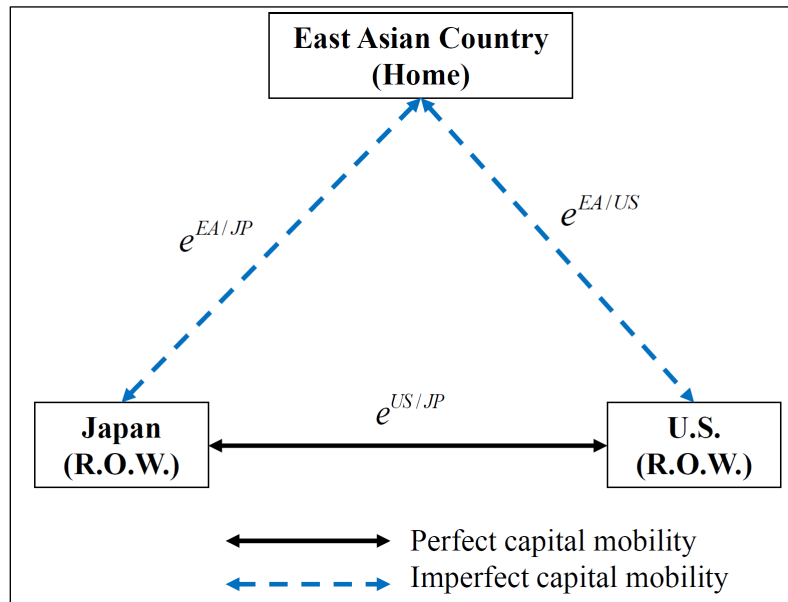 East Asian Country
(Home)
e^{EA/JP}
e^{EA/US}
e^{US/JP}
Japan
(R.O.W.)
U.S.
(R.O.W.)
Perfect capital mobility
Imperfect capital mobility